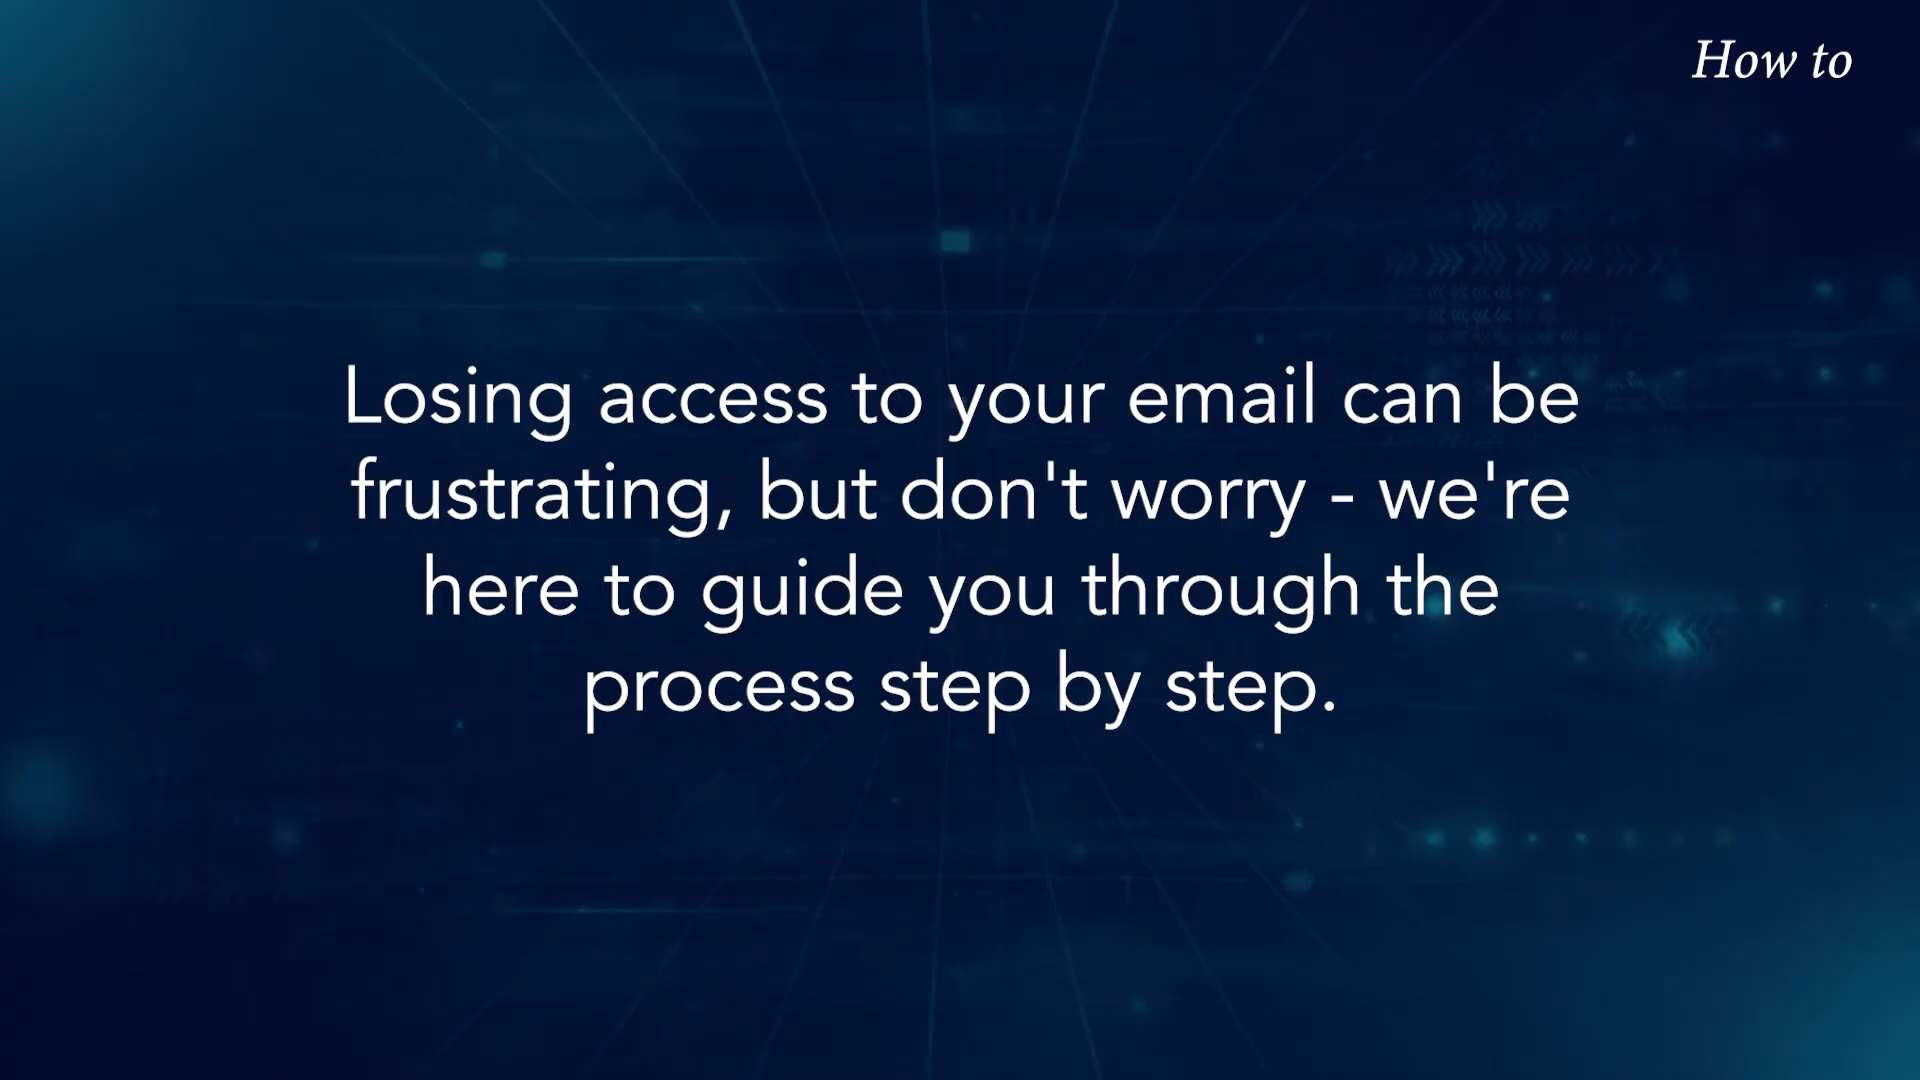 How to
Losing access to your email can be
frustrating, but don't worry - we're
here to guide you through the
process step by step.